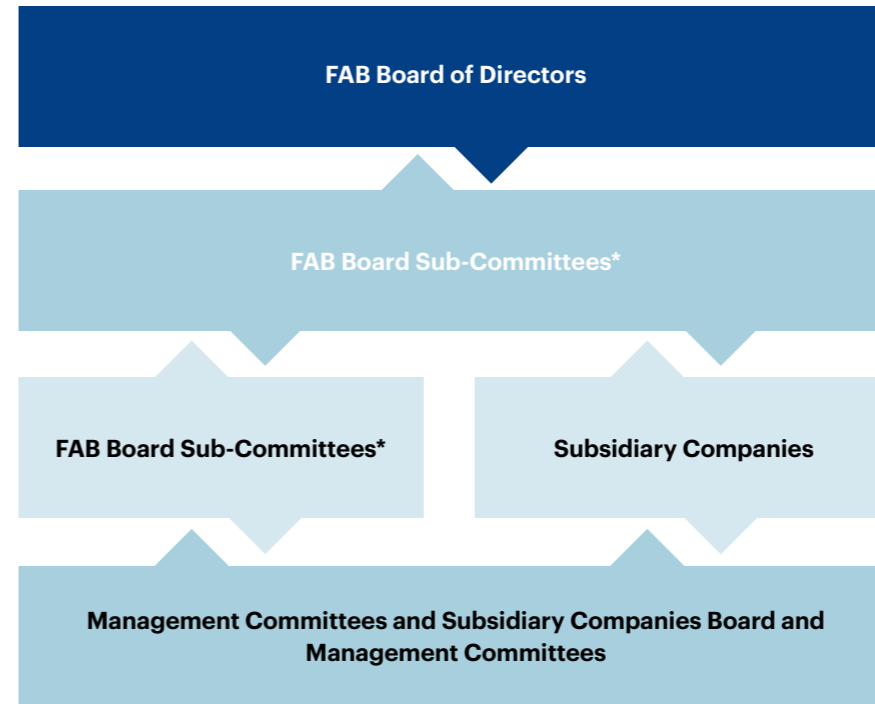 FAB Board of Directors
FAB Board Sub-Committees*
FAB Board Sub-Committees*
Subsidiary Companies
Management Committees and Subsidiary Companies Board and
Management Committees